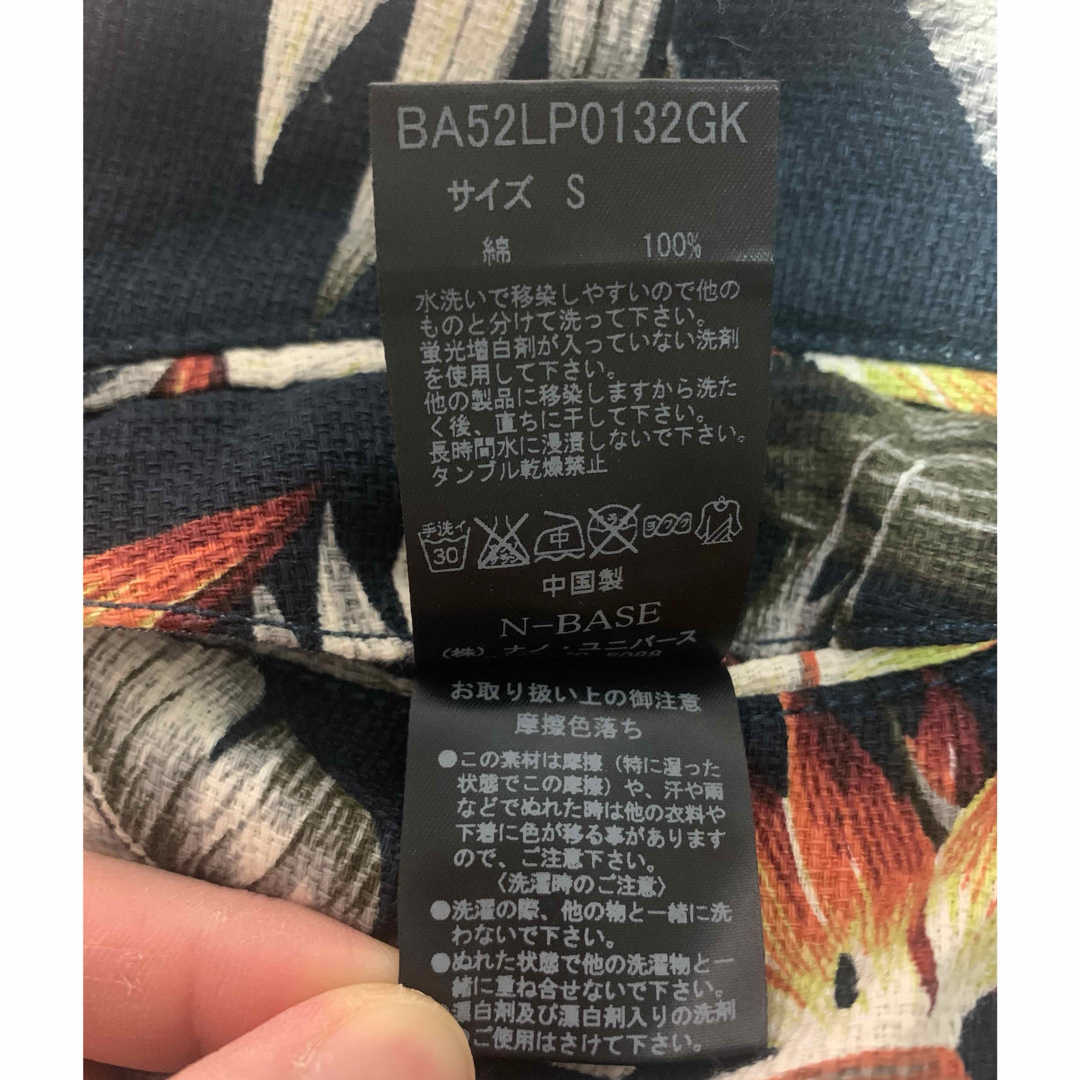 BA52LP0132GK
サイズ S
綿 100%
水洗いで移染しやすいので他の
ものと分けて洗って下さい。
蛍光増白剤が入っていない洗剤
を使用して下さい。
他の製品に移染しますから洗た
く後、直ちに干して下さい。
長時間水に浸漬しないで下さい。
タンブル乾燥禁止
手洗イ
30 中
中国製
N-BASE
(株)ナノ・ユニバース
お取り扱い上の御注意
摩擦色落ち
●この素材は摩擦(特に湿った
状態でこの摩擦)や、汗や雨
などでぬれた時は他の衣料や
下着に色が移る事があります
ので、ご注意下さい。
〈洗濯時のご注意〉
●洗濯の際、他の物と一緒に洗
わないで下さい。
●ぬれた状態で他の洗濯物と一
緒に重ね合せないで下さい。
漂白剤及び漂白剤入りの洗剤
ご使用はさけて下さい。